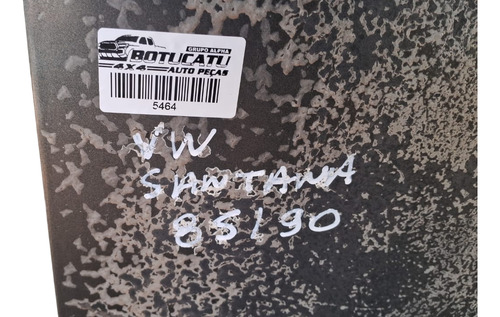 GRUPO ALPHA
BOTUCATU
4X4 AUTO PEÇAS
5464
VW
SANTANA
85/90